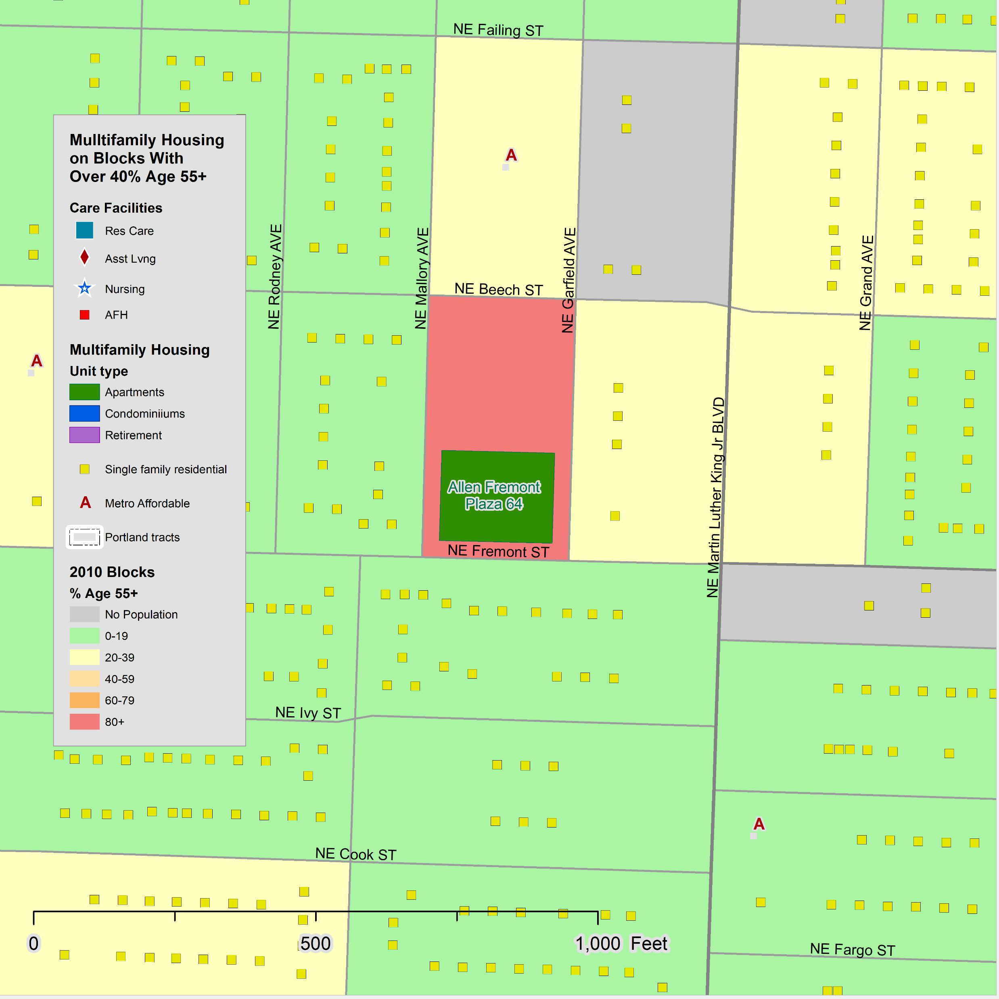 NE Failing ST
A
NE Rodney AVE
NE Mallory AVE
NE Garfield AVE
NE Grand AVE
NE Beech ST
Mulltifamily Housing
on Blocks With
Over 40% Age 55+
Care Facilities
Res Care
Asst Lvng
Nursing
AFH
Multifamily Housing
Unit type
Apartments
Condominiiums
Retirement
Single family residential
A Metro Affordable
Portland tracts
2010 Blocks
% Age 55+
No Population
0-19
20-39
40-59
60-79
80+
A
NE Martin Luther King Jr BLVD
Allen Fremont
Plaza 64
NE Fremont ST
NE Ivy ST
A
NE Cook ST
0 500 1,000 Feet
NE Fargo ST